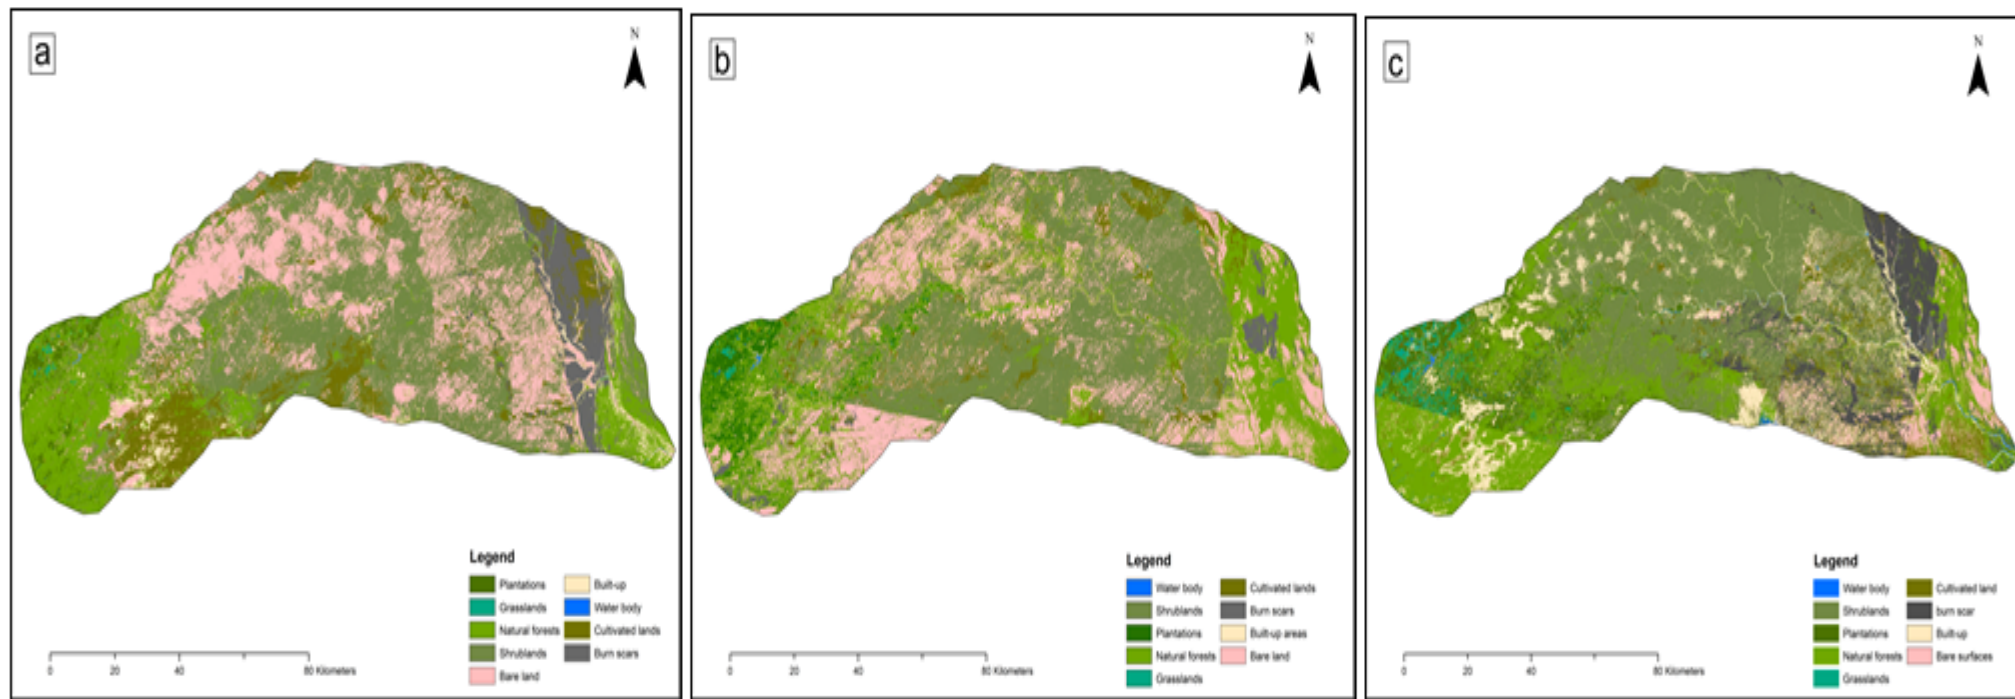 a
N
Legend
Plantations Built-up
Grasslands Water body
Natural forests Cultivated lands
Shrublands Burn scars
Bare land
0 20 40 80 Kilometers
b
N
Legend
Water body Cultivated lands
Shrublands Burn scars
Plantations Built-up areas
Natural forests Bare land
Grasslands
0 20 40 80 Kilometers
c
N
Legend
Water body Cultivated land
Shrublands burn scar
Plantations Built-up
Natural forests Bare surfaces
Grasslands
0 20 40 80 Kilometers